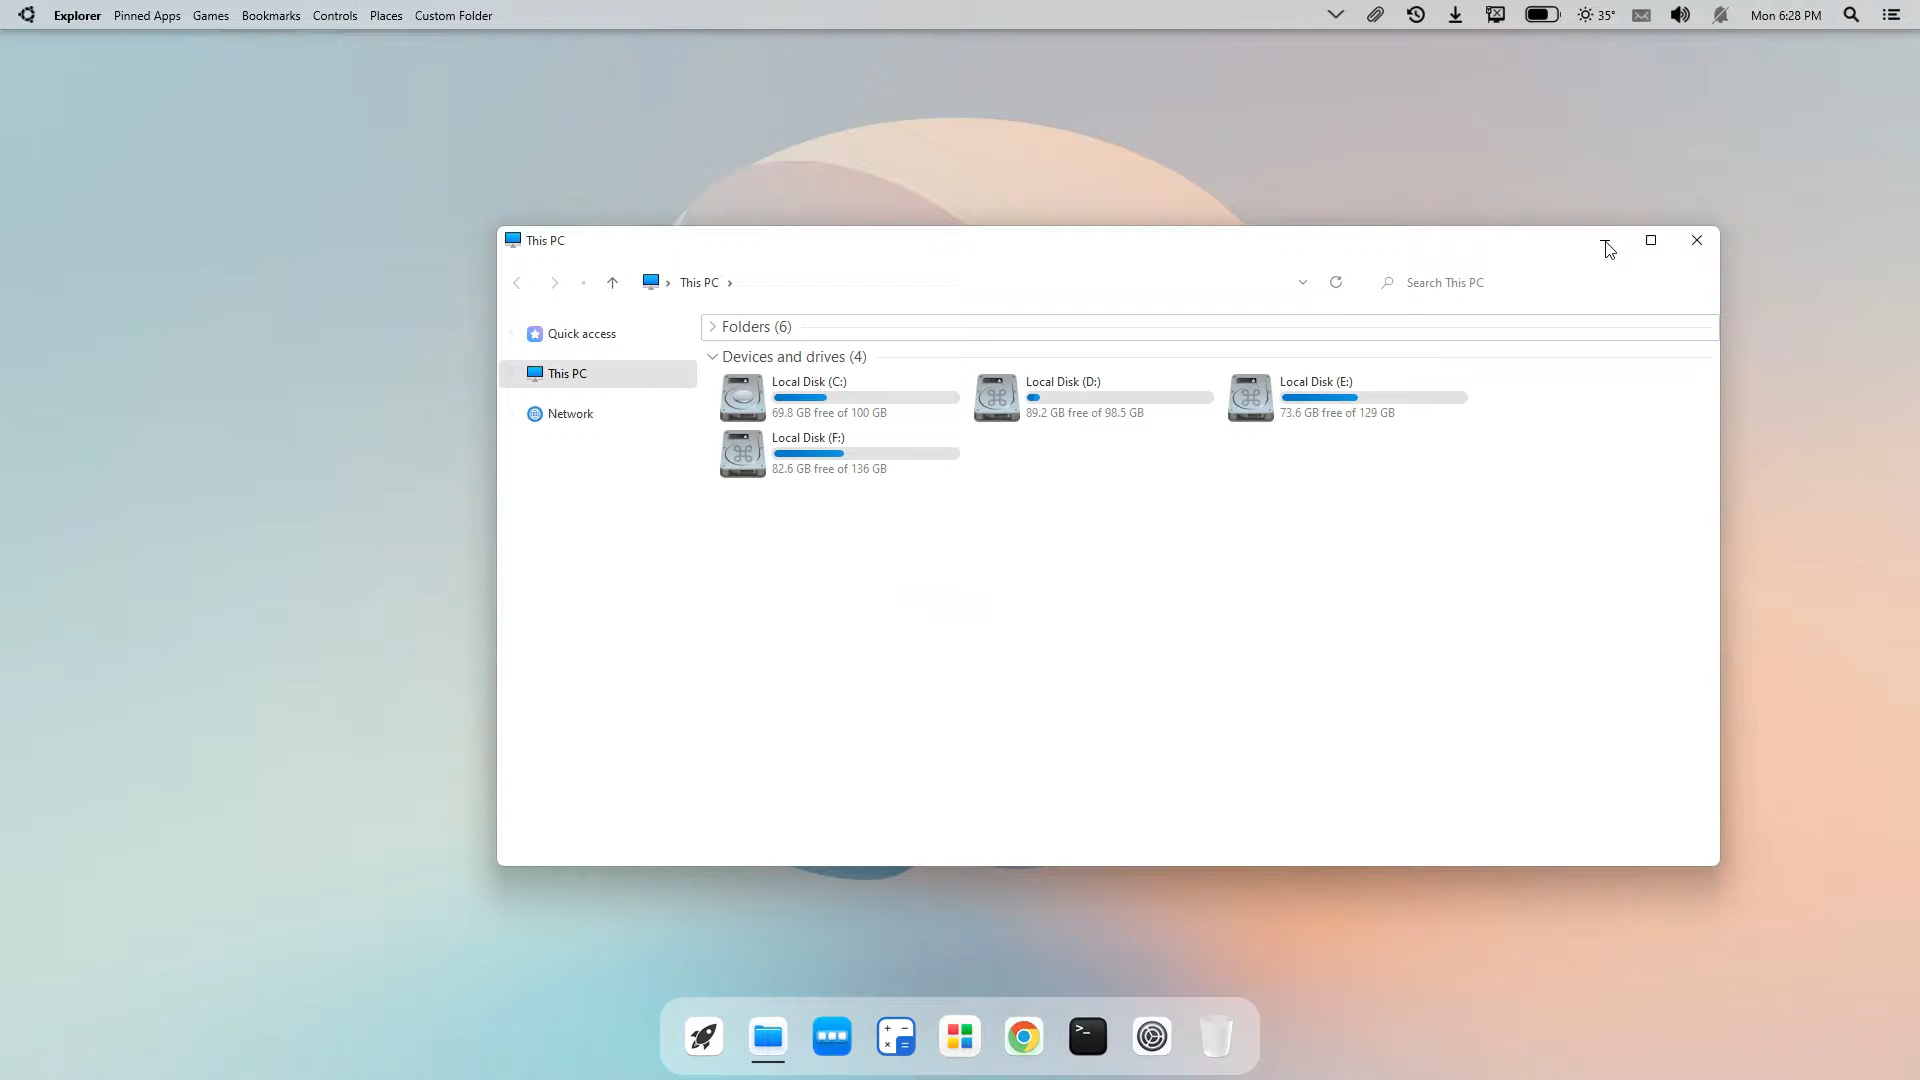 Explorer Pinned Apps Games Bookmarks Controls Places Custom Folder 35° Mon 6:28 PM
This PC
This PC Search This PC
Quick access
This PC
Network
Folders (6)
Devices and drives (4)
Local Disk (C:)
69.8 GB free of 100 GB
Local Disk (D:)
89.2 GB free of 98.5 GB
Local Disk (E:)
73.6 GB free of 129 GB
Local Disk (F:)
82.6 GB free of 136 GB